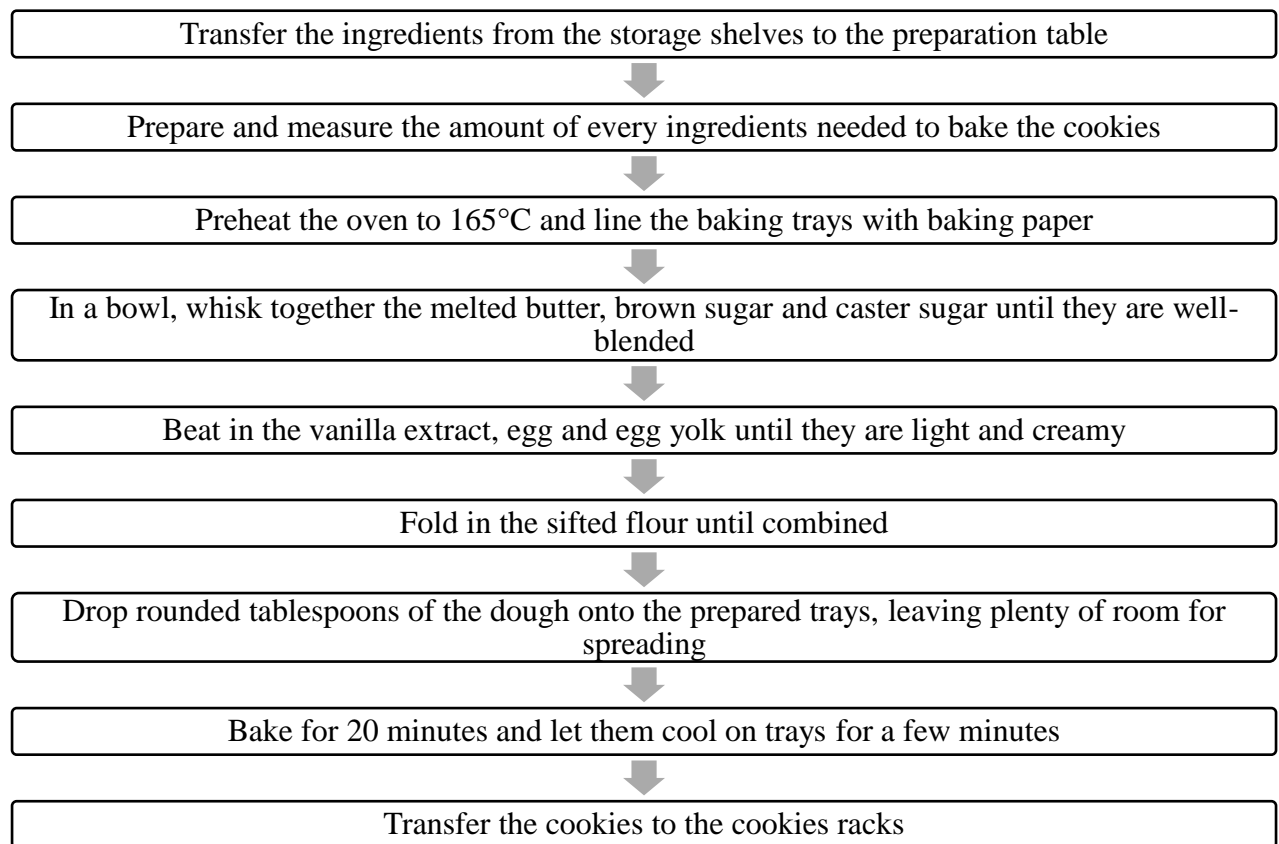 Transfer the ingredients from the storage shelves to the preparation table
Prepare and measure the amount of every ingredients needed to bake the cookies
Preheat the oven to 165°C and line the baking trays with baking paper
In a bowl, whisk together the melted butter, brown sugar and caster sugar until they are well-
blended
Beat in the vanilla extract, egg and egg yolk until they are light and creamy
Fold in the sifted flour until combined
Drop rounded tablespoons of the dough onto the prepared trays, leaving plenty of room for
spreading
Bake for 20 minutes and let them cool on trays for a few minutes
Transfer the cookies to the cookies racks